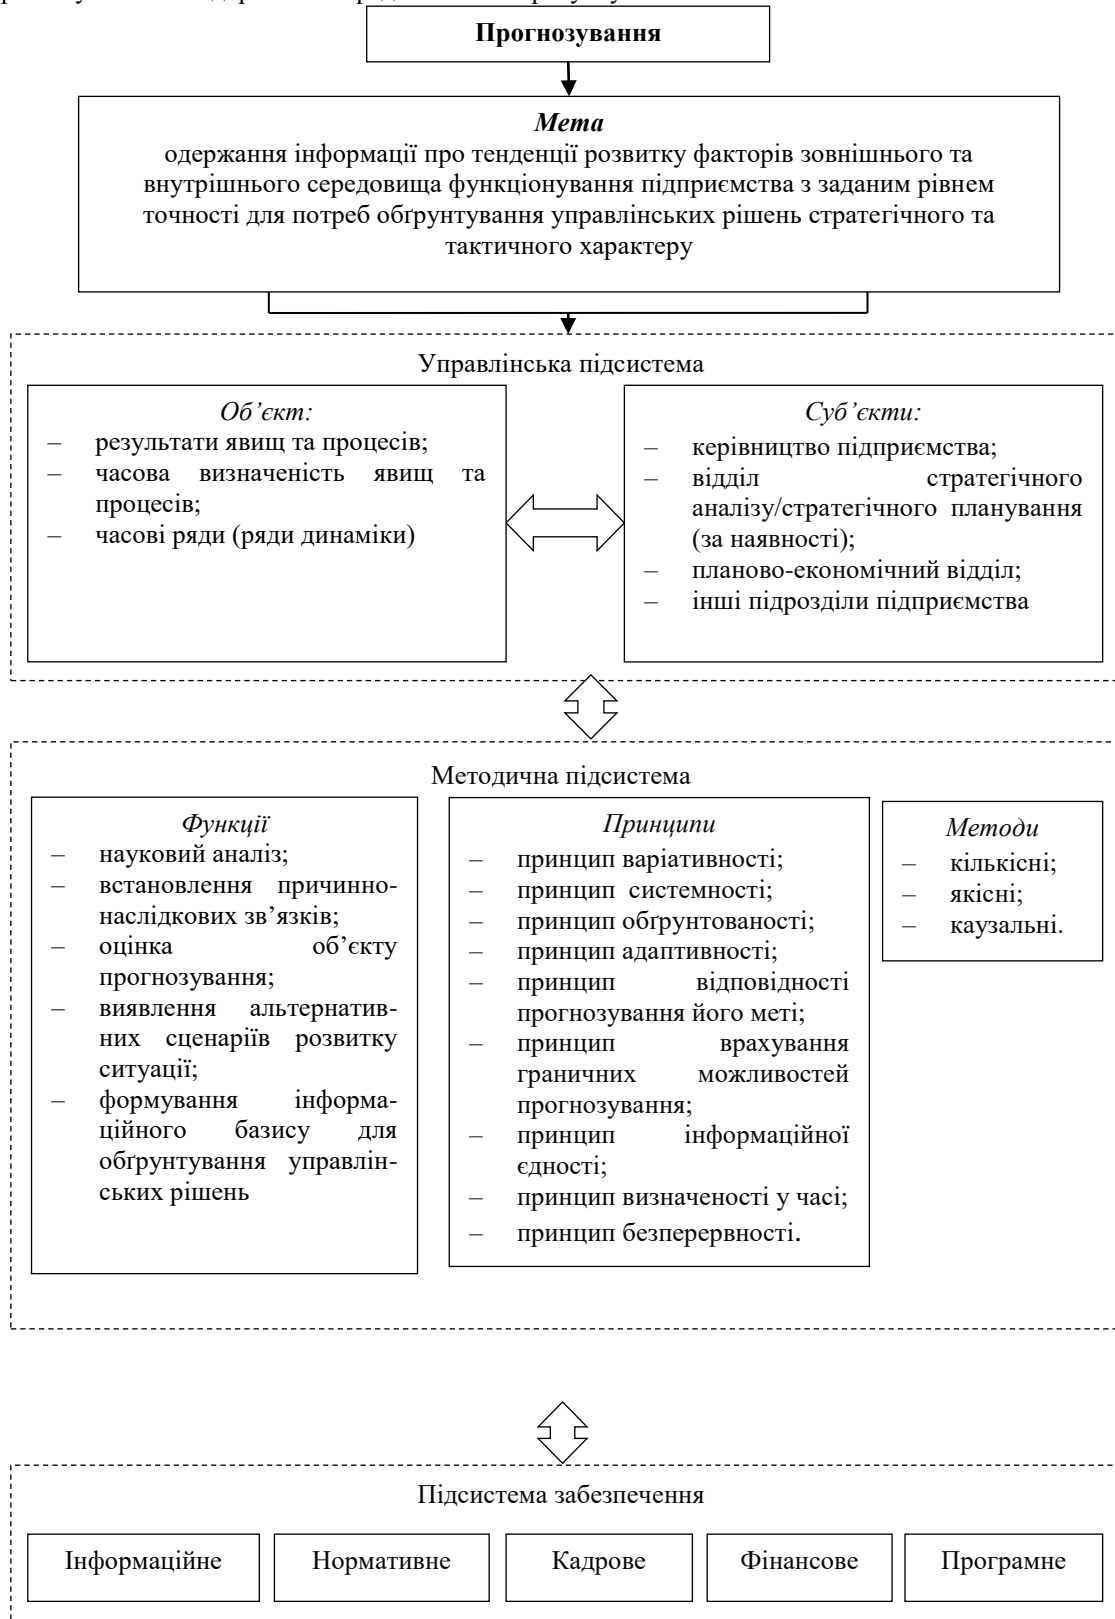 Прогнозування
Мета
одержання інформації про тенденції розвитку факторів зовнішнього та
внутрішнього середовища функціонування підприємства з заданим рівнем
точності для потреб обґрунтування управлінських рішень стратегічного та
тактичного характеру
Управлінська підсистема
Об’єкт:
– результати явищ та процесів;
– часова визначеність явищ та
процесів;
– часові ряди (ряди динаміки)
Суб’єкти:
– керівництво підприємства;
– відділ стратегічного
аналізу/стратегічного планування
(за наявності);
– планово-економічний відділ;
– інші підрозділи підприємства
Методична підсистема
Функції
– науковий аналіз;
– встановлення причинно-
наслідкових зв’язків;
– оцінка об’єкту
прогнозування;
– виявлення альтернатив-
них сценаріїв розвитку
ситуації;
– формування інформа-
ційного базису для
обґрунтування управлін-
ських рішень
Принципи
– принцип варіативності;
– принцип системності;
– принцип обґрунтованості;
– принцип адаптивності;
– принцип відповідності
прогнозування його меті;
– принцип врахування
граничних можливостей
прогнозування;
– принцип інформаційної
єдності;
– принцип визначеності у часі;
– принцип безперервності.
Методи
– кількісні;
– якісні;
– каузальні.
Підсистема забезпечення
Інформаційне
Нормативне
Кадрове
Фінансове
Програмне